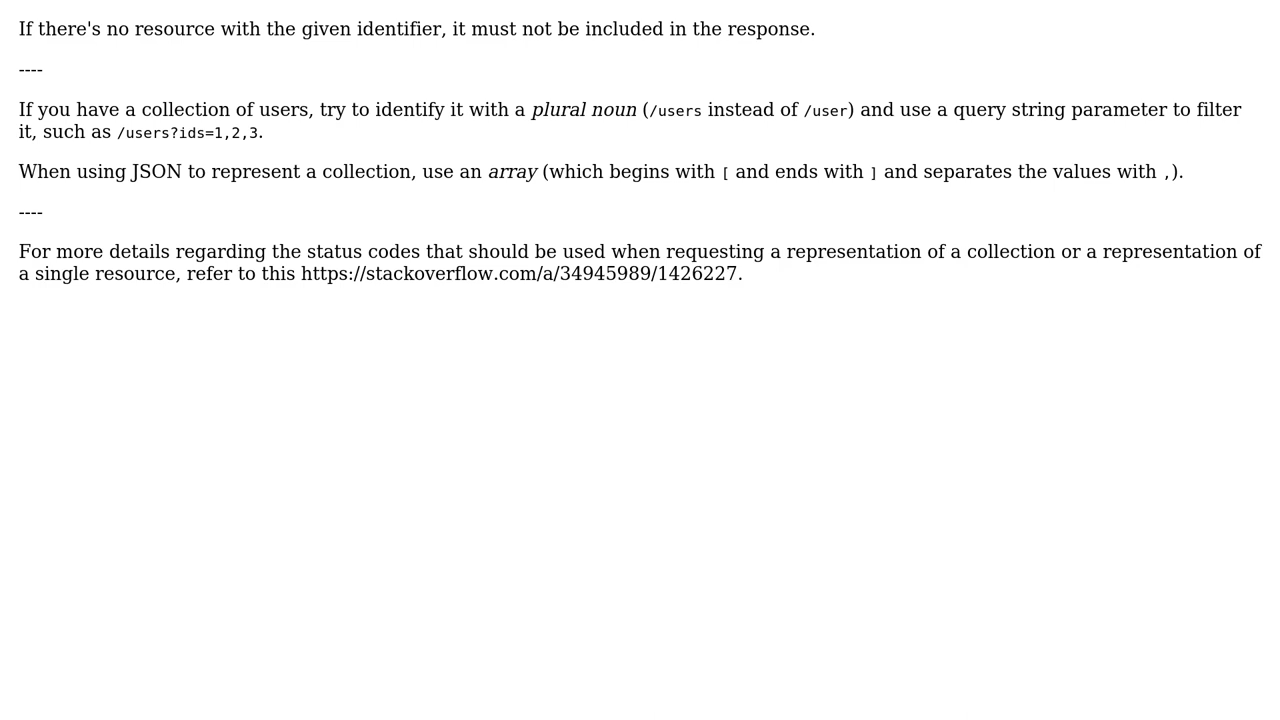 If there's no resource with the given identifier, it must not be included in the response.
----
If you have a collection of users, try to identify it with a plural noun (/users instead of /user) and use a query string parameter to filter
it, such as /users?ids=1,2,3.
When using JSON to represent a collection, use an array (which begins with [ and ends with ] and separates the values with ,).
----
For more details regarding the status codes that should be used when requesting a representation of a collection or a representation of
a single resource, refer to this https://stackoverflow.com/a/34945989/1426227.